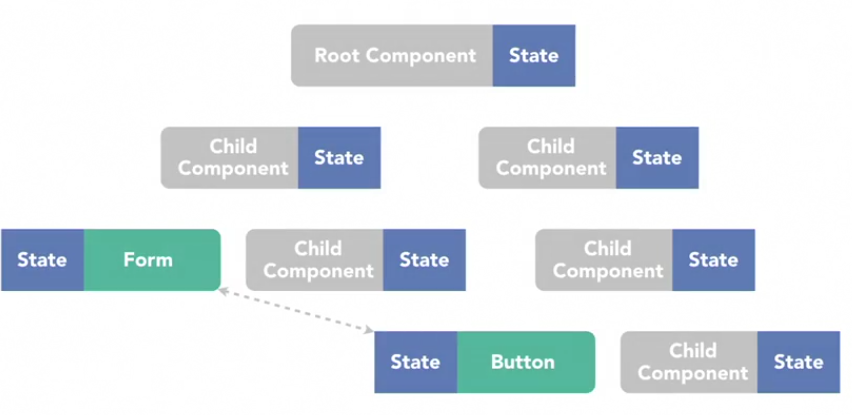 Root Component State
Child
Component
State
Child
Component
State
State Form
Child
Component
State
Child
Component
State
State Button
Child
Component
State